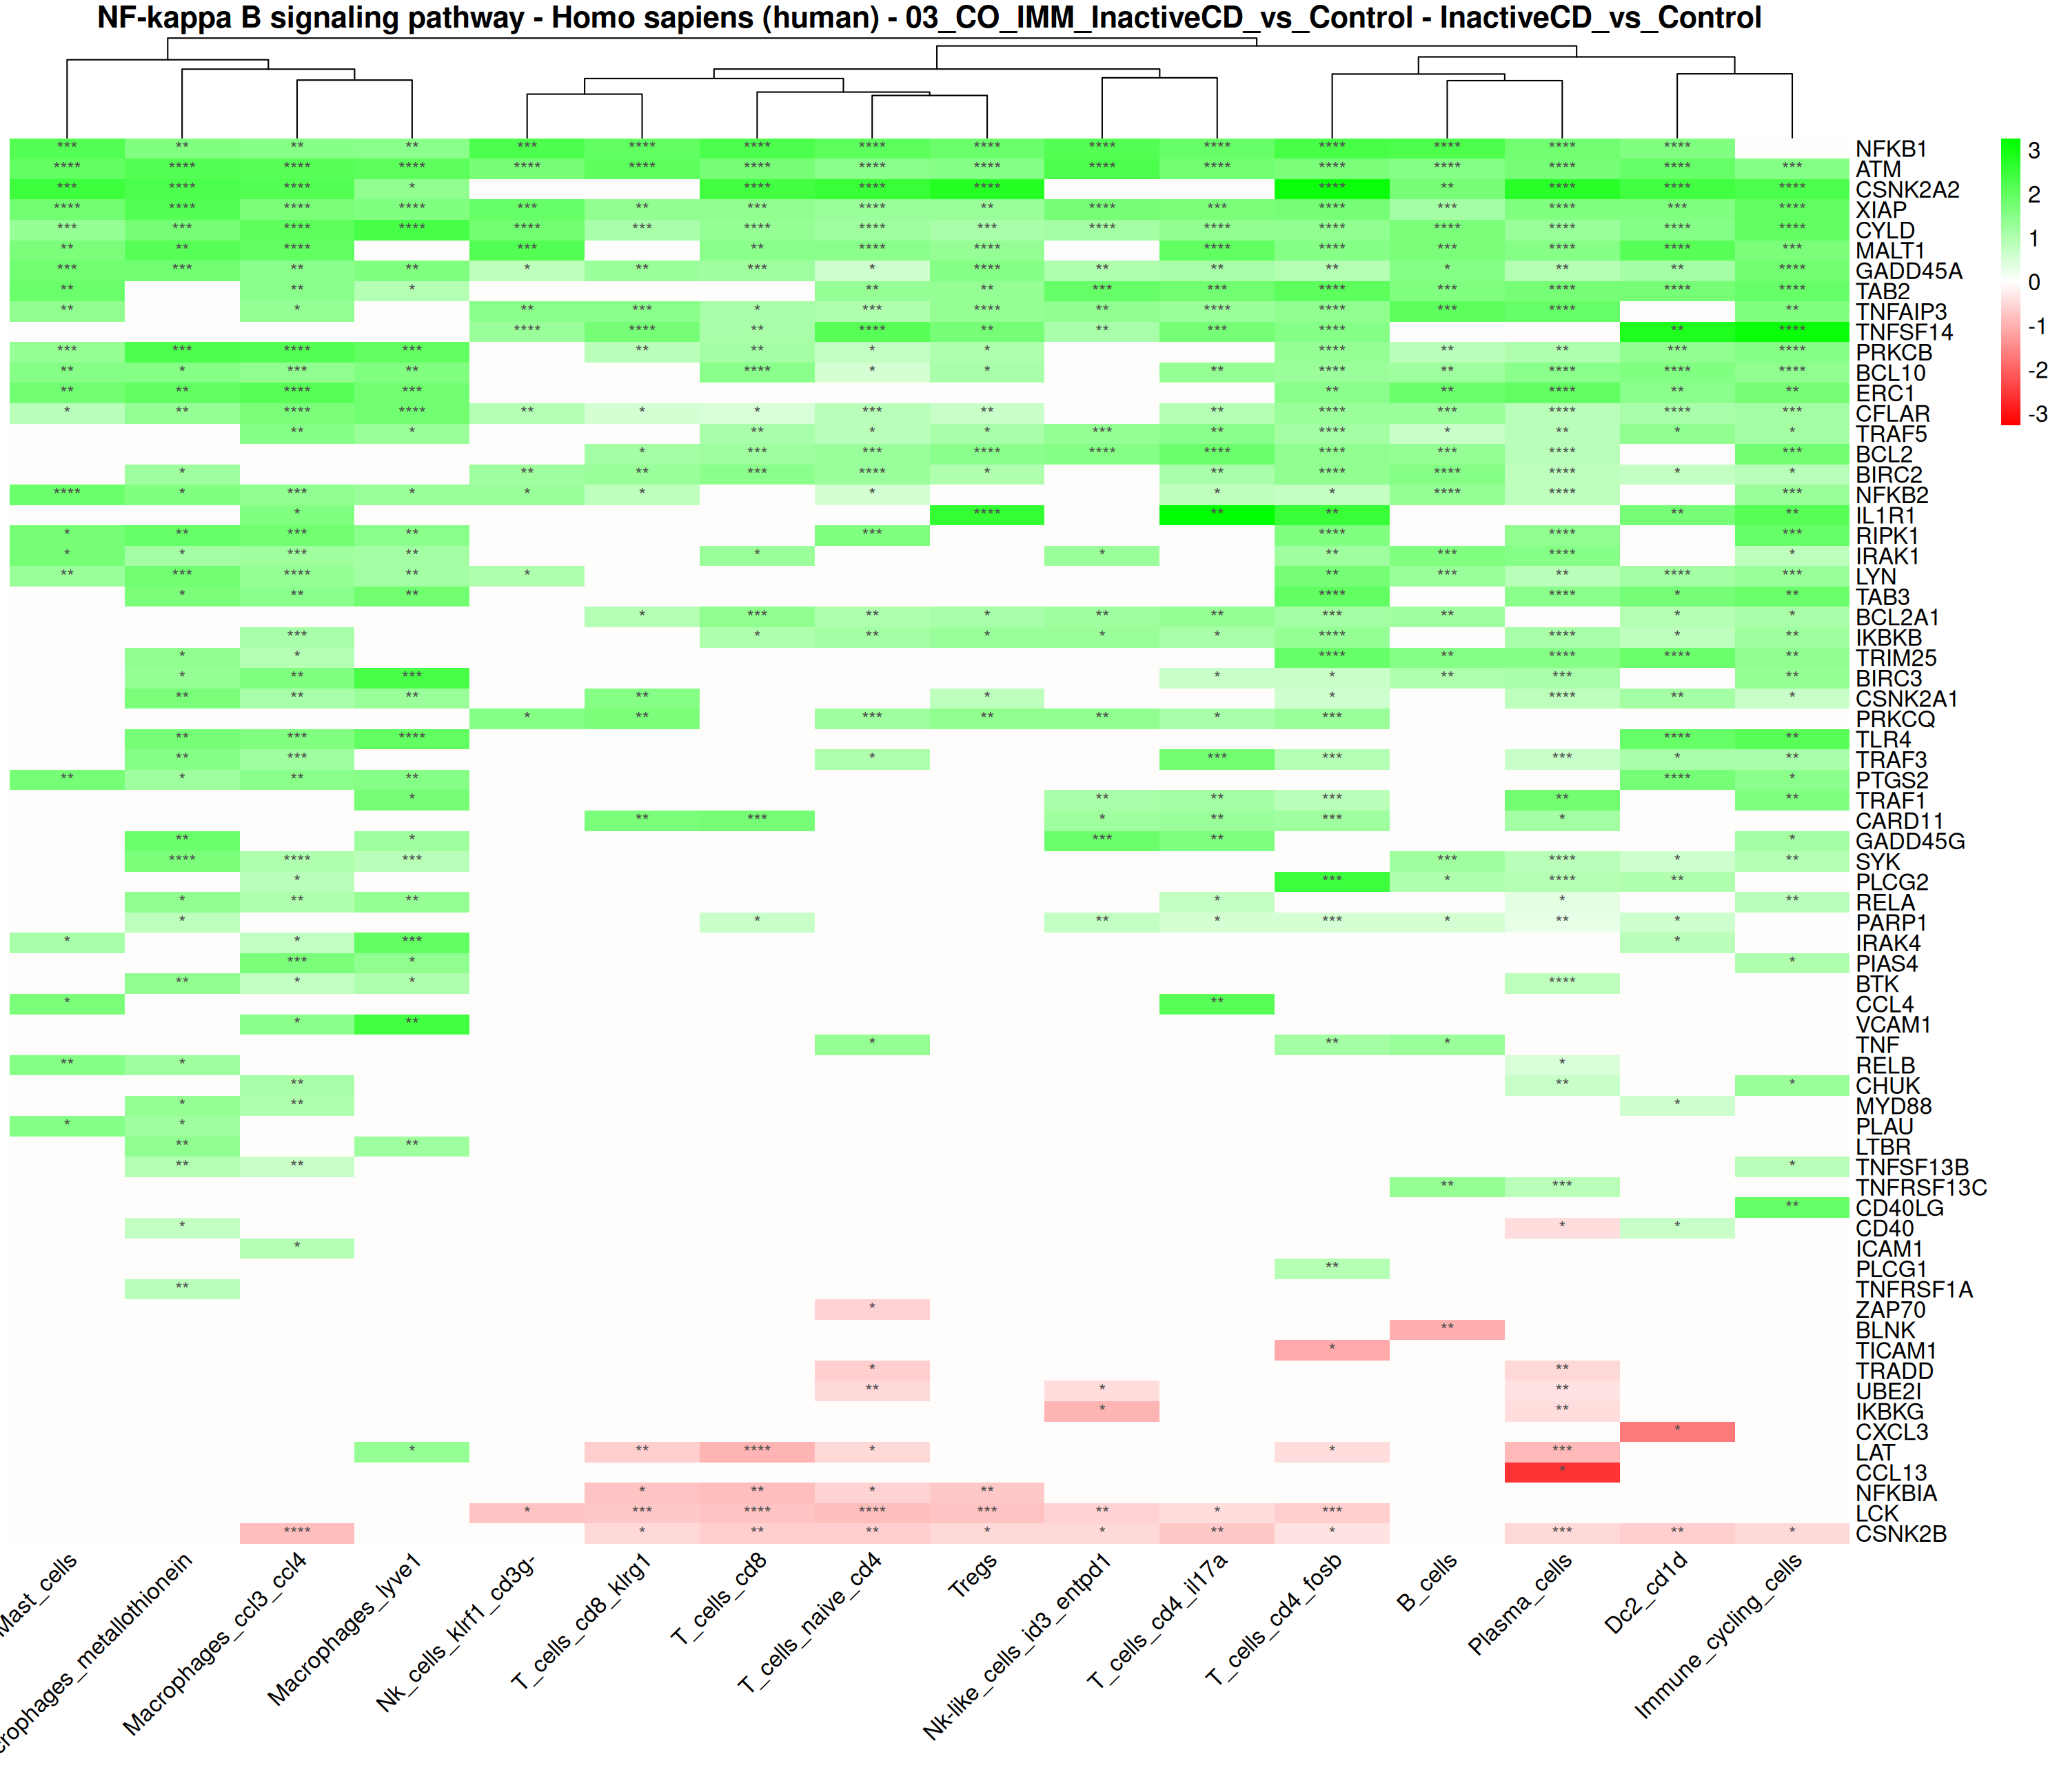 NF-kappa B signaling pathway - Homo sapiens (human) - 03_CO_IMM_InactiveCD_vs_Control - InactiveCD_vs_Control
NFKB1
ATM
CSNK2A2
XIAP
CYLD
MALT1
GADD45A
TAB2
TNFAIP3
TNFSF14
PRKCB
BCL10
ERC1
CFLAR
TRAF5
BCL2
BIRC2
NFKB2
IL1R1
RIPK1
IRAK1
LYN
TAB3
BCL2A1
IKBKB
TRIM25
BIRC3
CSNK2A1
PRKCQ
TLR4
TRAF3
PTGS2
TRAF1
CARD11
GADD45G
SYK
PLCG2
RELA
PARP1
IRAK4
PIAS4
BTK
CCL4
VCAM1
TNF
RELB
CHUK
MYD88
PLAU
LTBR
TNFSF13B
TNFRSF13C
CD40LG
CD40
ICAM1
PLCG1
TNFRSF1A
ZAP70
BLNK
TICAM1
TRADD
UBE2I
IKBKG
CXCL3
LAT
CCL13
NFKBIA
LCK
CSNK2B
3
2
1
0
-1
-2
-3
Mast_cells
crophages_metallothionein
Macrophages_ccl3_ccl4
Macrophages_lyve1
Nk_cells_klrf1_cd3g-
T_cells_cd8_klrg1
T_cells_cd8
T_cells_naive_cd4
Tregs
Nk-like_cells_id3_entpd1
T_cells_cd4_il17a
T_cells_cd4_fosb
B_cells
Plasma_cells
Dc2_cd1d
Immune_cycling_cells